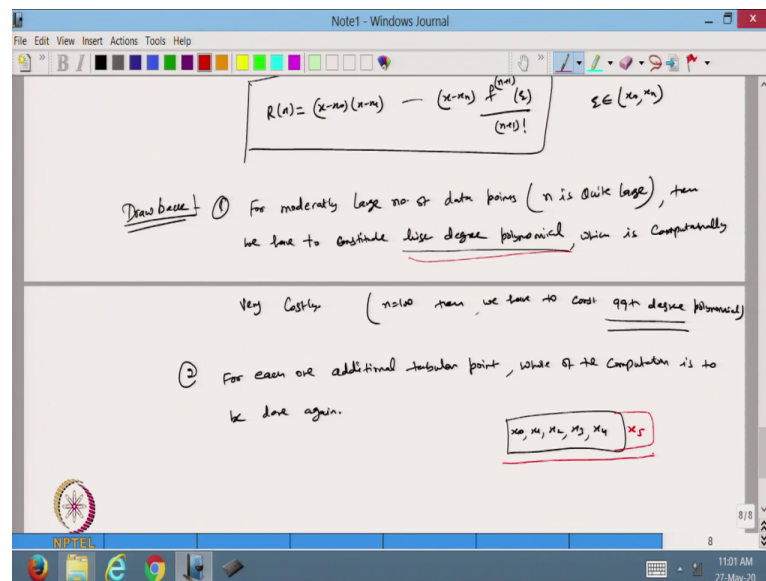 Note1 - Windows Journal
File Edit View Insert Actions Tools Help
R(x) = (x-x0)(x-x1) — (x-xn) f^(n+1)(ξ) / (n+1)!   ξ∈(x0,xn)
Drawback! ① For moderatly large no. of data points (n is Quite large), then
we have to constitude hige degree polynomial, which is Computationally
Very Costly. (n=100 then we have to const 99th degree polynomial)
② For each one additional tabular point, whole of the computation is to
be done again.
x0, x1, x2, x3, x4 x5
NPTEL
8/8
8
11:01 AM
27-May-20